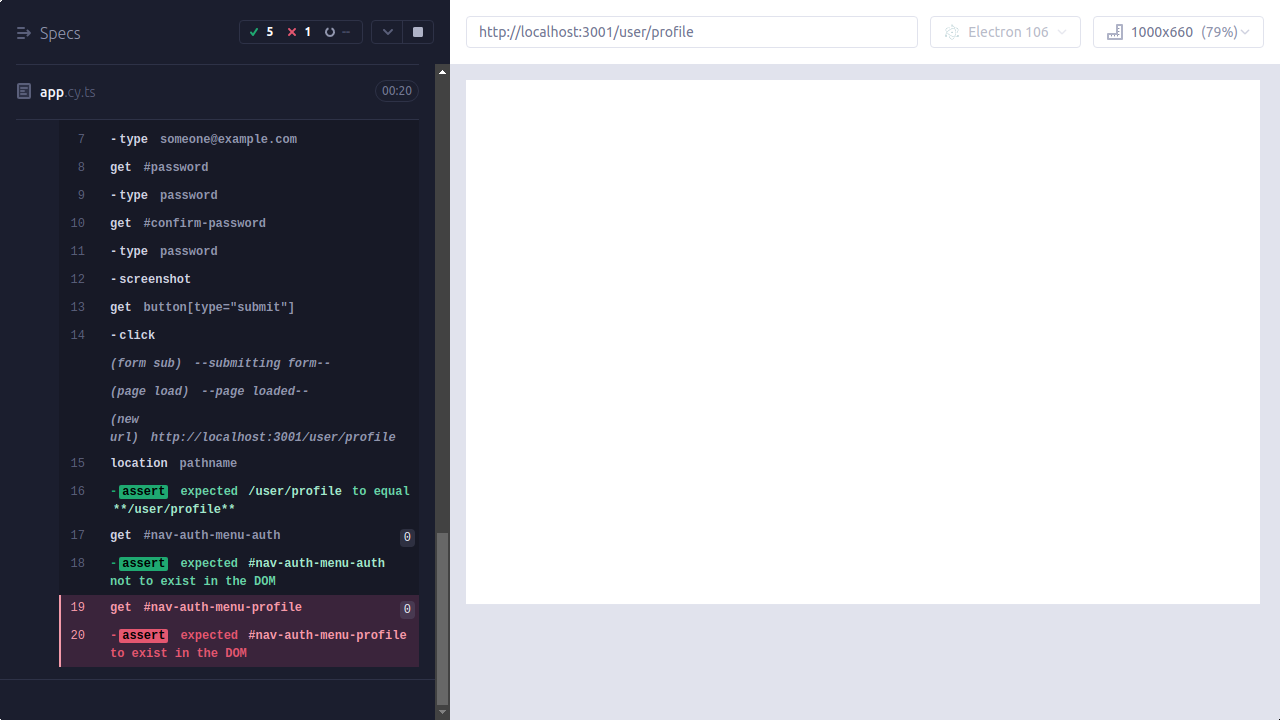 Specs
5 1 --
http://localhost:3001/user/profile
Electron 106
1000x660 (79%)
app.cy.ts
00:20
7 -type someone@example.com
8 get #password
9 -type password
10 get #confirm-password
11 -type password
12 -screenshot
13 get button[type="submit"]
14 -click
(form sub) --submitting form--
(page load) --page loaded--
(new
url) http://localhost:3001/user/profile
15 location pathname
16 -assert expected /user/profile to equal
**/user/profile**
17 get #nav-auth-menu-auth 0
18 -assert expected #nav-auth-menu-auth
not to exist in the DOM
19 get #nav-auth-menu-profile 0
20 -assert expected #nav-auth-menu-profile
to exist in the DOM